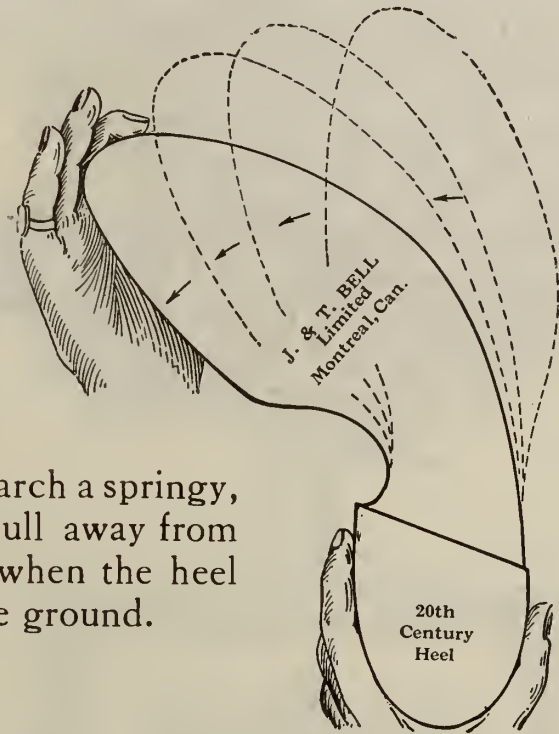 J. & T. BELL
Limited
Montreal, Can.
arch a springy,
ull away from
when the heel
e ground.
20th
Century
Heel